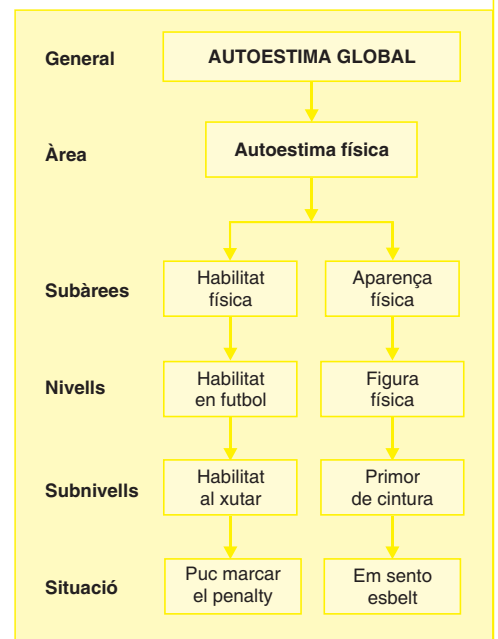 General
AUTOESTIMA GLOBAL
Àrea
Autoestima física
Subàrees
Habilitat
física
Aparença
física
Nivells
Habilitat
en futbol
Figura
física
Subnivells
Habilitat
al xutar
Primor
de cintura
Situació
Puc marcar
el penalty
Em sento
esbelt